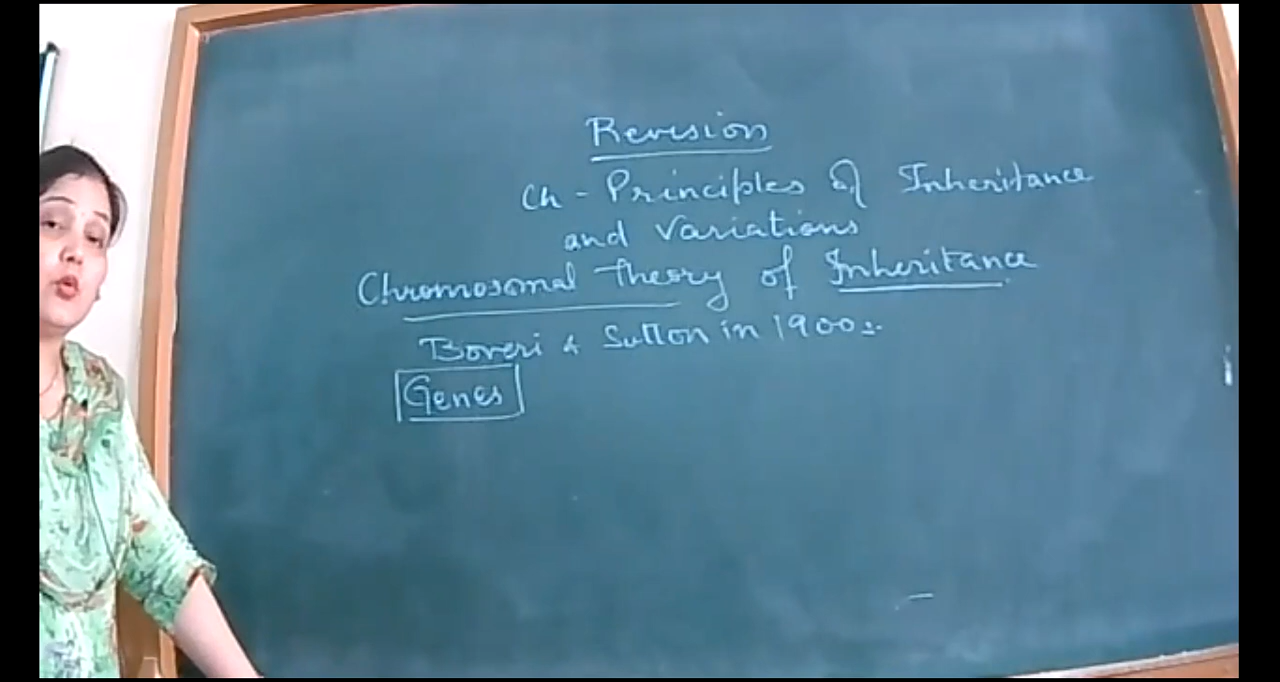 Revision
Ch - Principles of Inheritance
and Variations
Chromosomal Theory of Inheritance
Boveri & Sutton in 1900s.
Genes